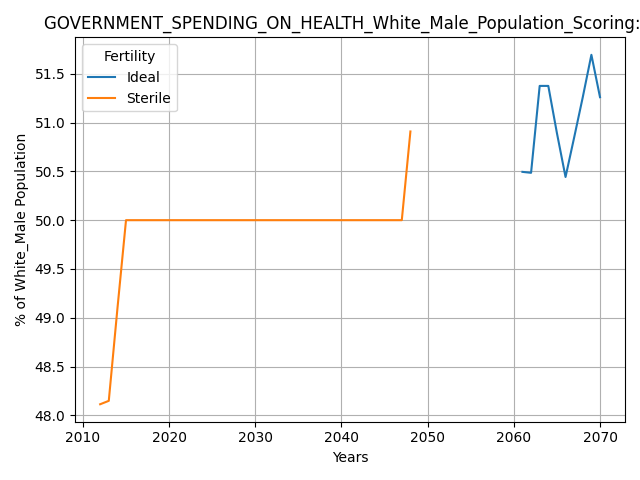 GOVERNMENT_SPENDING_ON_HEALTH_White_Male_Population_Scoring:
Fertility
Ideal
Sterile
% of White_Male Population
51.5
51.0
50.5
50.0
49.5
49.0
48.5
48.0
2010 2020 2030 2040 2050 2060 2070
Years